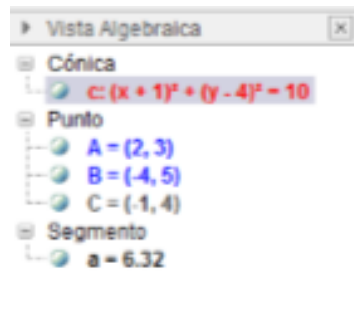 Vista Algebraica
Cónica
c: (x + 1)² + (y - 4)² = 10
Punto
A = (2, 3)
B = (-4, 5)
C = (-1, 4)
Segmento
a = 6.32